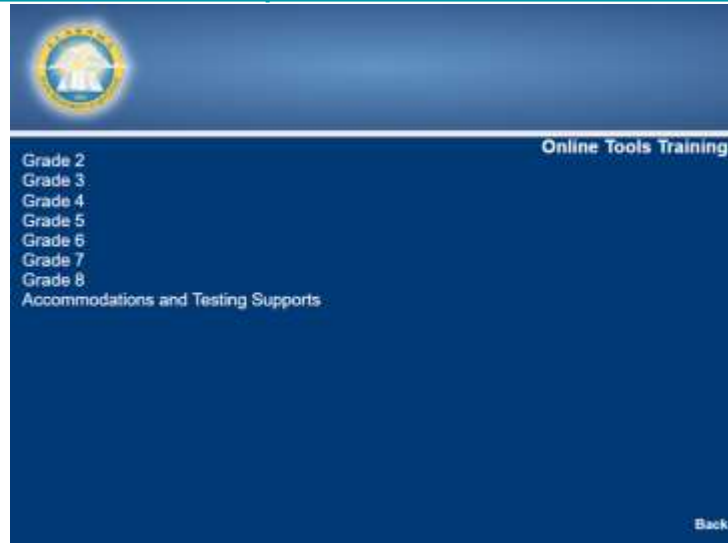 ALABAMA
Online Tools Training
Grade 2
Grade 3
Grade 4
Grade 5
Grade 6
Grade 7
Grade 8
Accommodations and Testing Supports
Back